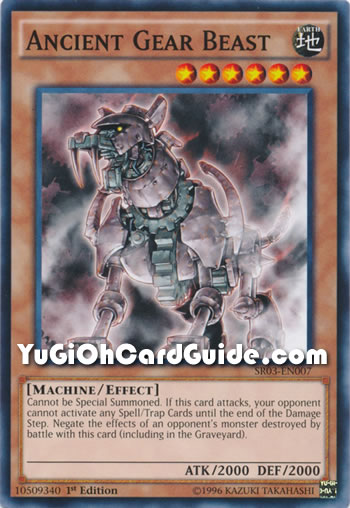 ANCIENT GEAR BEAST
EARTH
地
YuGiOhCardGuide.com
SR03-EN007
[MACHINE/EFFECT]
Cannot be Special Summoned. If this card attacks, your opponent
cannot activate any Spell/Trap Cards until the end of the Damage
Step. Negate the effects of an opponent's monster destroyed by
battle with this card (including in the Graveyard).
ATK/2000 DEF/2000
10509340 1st Edition ©1996 KAZUKI TAKAHASHI